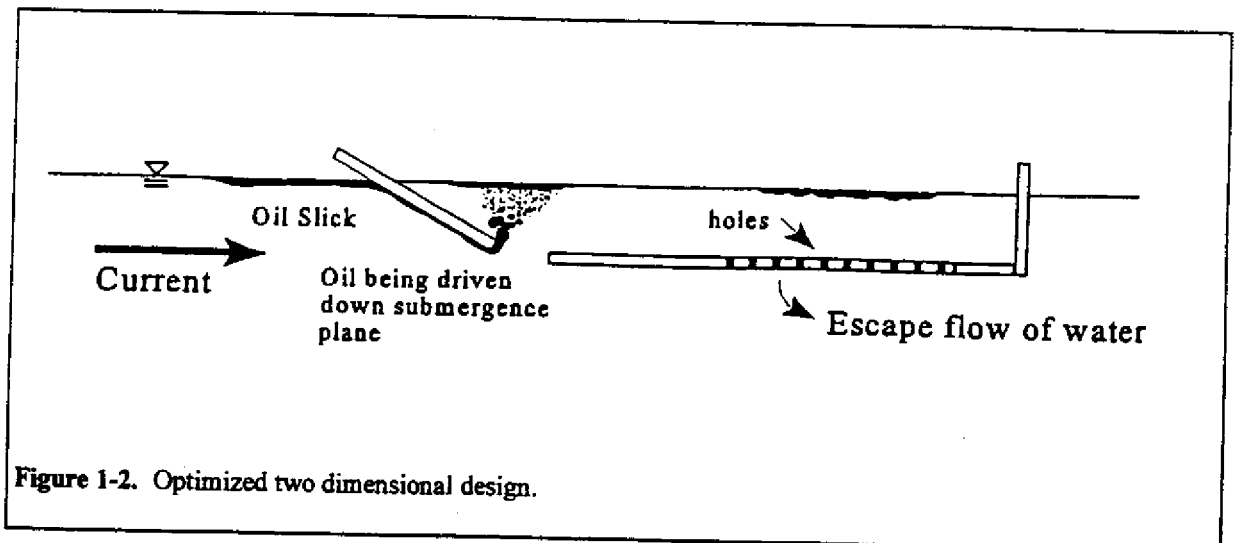 Oil Slick
holes
Current
Oil being driven
down submergence
plane
Escape flow of water
Figure 1-2. Optimized two dimensional design.